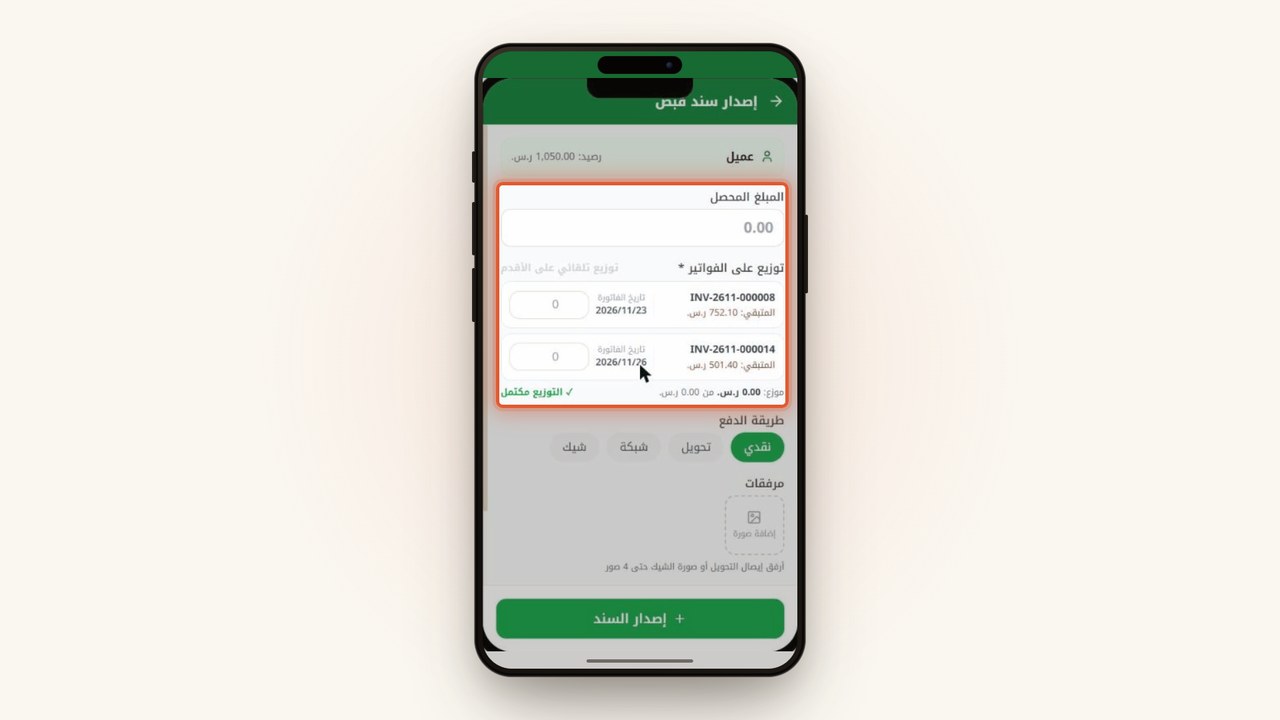 إصدار سند قبض
عميل
رصيد: 1,050.00 ر.س.
المبلغ المحصل
0.00
توزيع على الفواتير *
توزيع تلقائي على الأقدم
INV-2611-000008
المتبقي: 752.10 ر.س.
تاريخ الفاتورة
2026/11/23
0
INV-2611-000014
المتبقي: 501.40 ر.س.
تاريخ الفاتورة
2026/11/26
0
موزع: 0.00 ر.س. من 0.00 ر.س.
✓ التوزيع مكتمل
طريقة الدفع
نقدي
تحويل
شبكة
شيك
مرفقات
إضافة صورة
أرفق إيصال التحويل أو صورة الشيك حتى 4 صور
+ إصدار السند